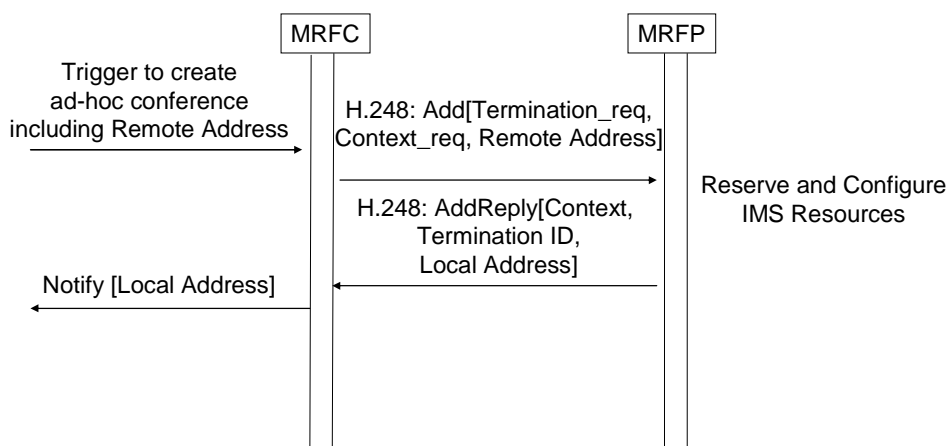 MRFC
MRFP
Trigger to create
ad-hoc conference
including Remote Address
H.248: Add[Termination_req,
Context_req, Remote Address]
Reserve and Configure
IMS Resources
H.248: AddReply[Context,
Termination ID,
Local Address]
Notify [Local Address]